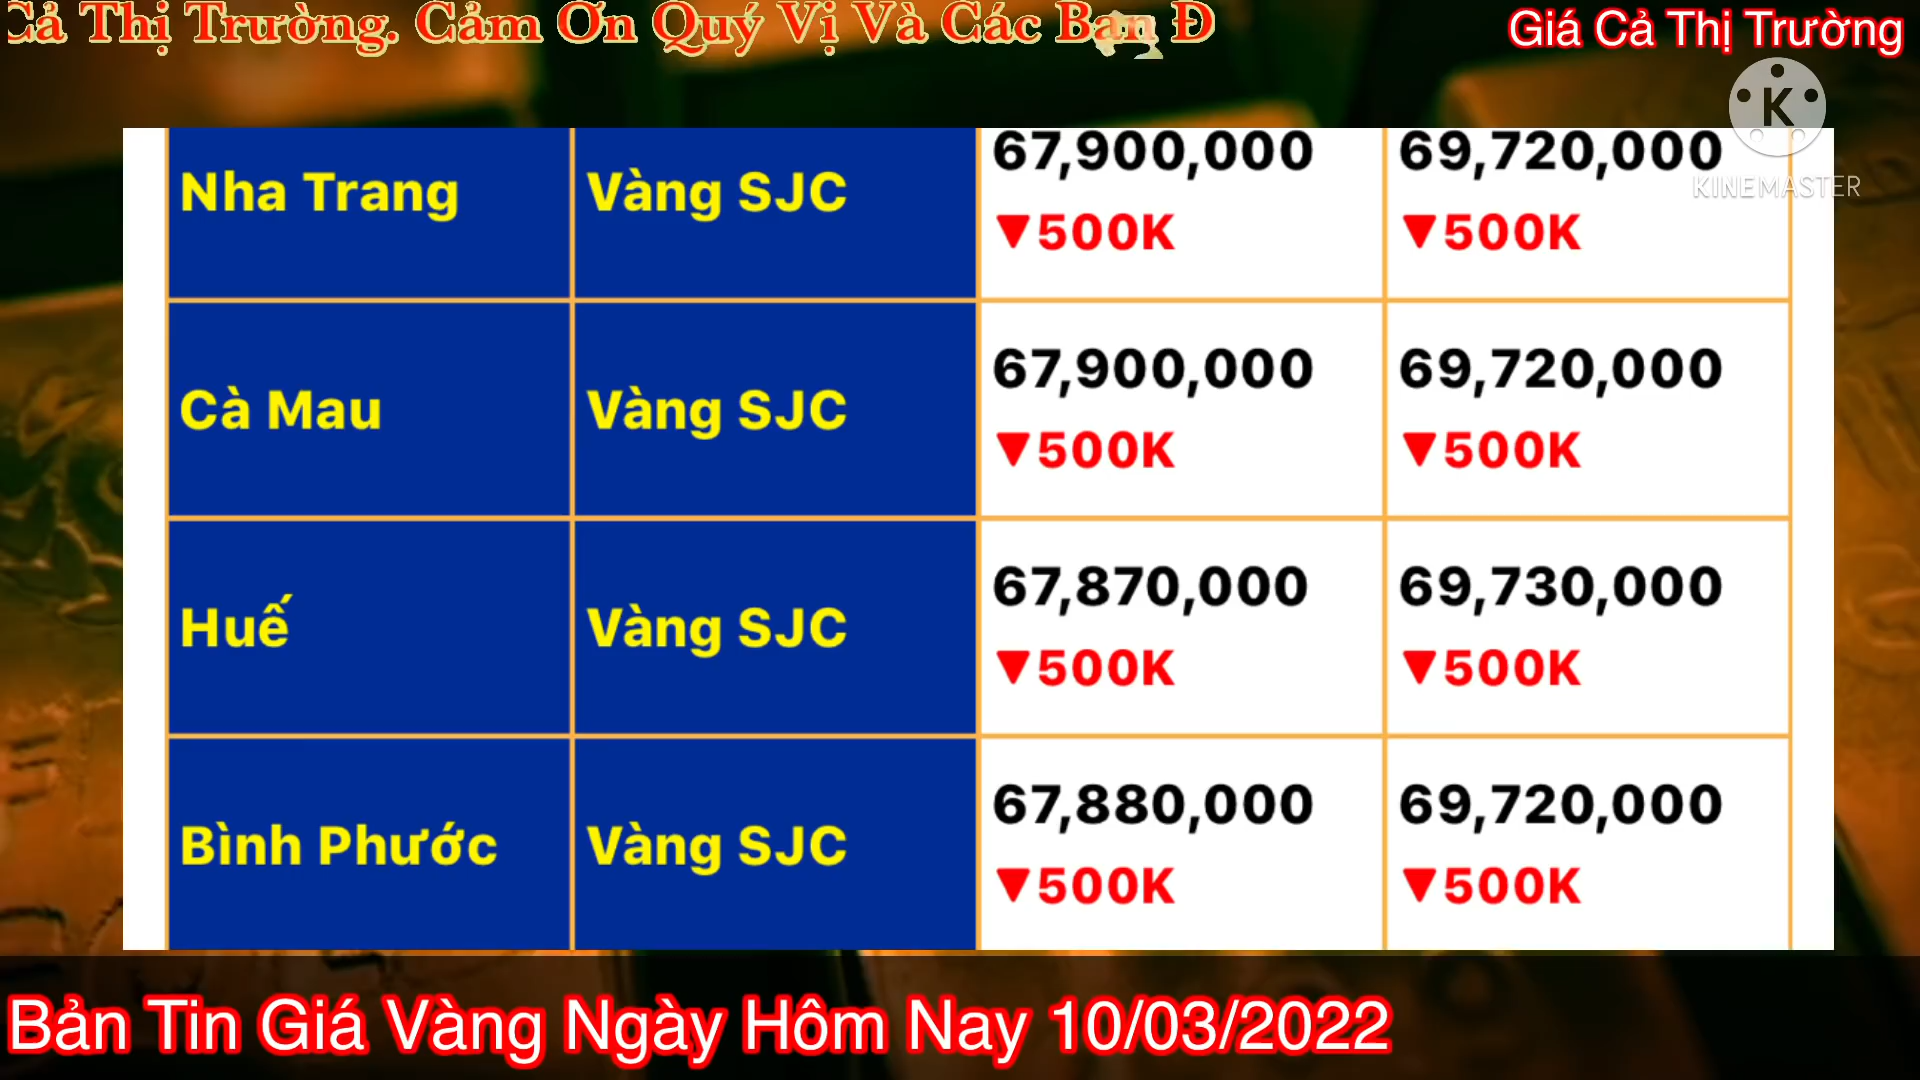 Cả Thị Trường. Cảm Ơn Quý Vị Và Các Bạn Đ
Giá Cả Thị Trường
K
KINEMASTER
Nha Trang Vàng SJC 67,900,000 69,720,000
▼500K ▼500K
Cà Mau Vàng SJC 67,900,000 69,720,000
▼500K ▼500K
Huế Vàng SJC 67,870,000 69,730,000
▼500K ▼500K
Bình Phước Vàng SJC 67,880,000 69,720,000
▼500K ▼500K
Bản Tin Giá Vàng Ngày Hôm Nay 10/03/2022